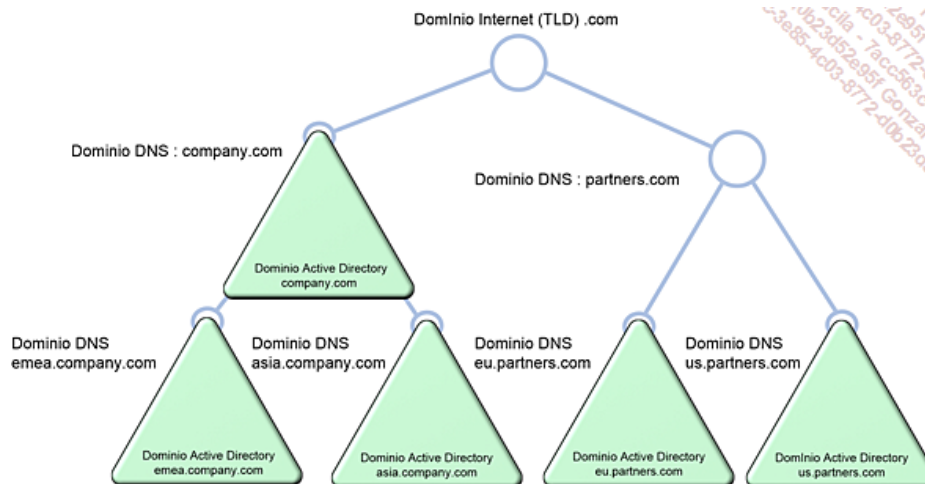 DomInio Internet (TLD) .com
Dominio DNS : company.com
Dominio DNS : partners.com
Dominio Active Directory
company.com
Dominio DNS
emea.company.com
Dominio DNS
asia.company.com
Dominio DNS
eu.partners.com
Dominio DNS
us.partners.com
Dominio Active Directory
emea.company.com
Dominio Active Directory
asia.company.com
Dominio Active Directory
eu.partners.com
DomInio Active Directory
us.partners.com